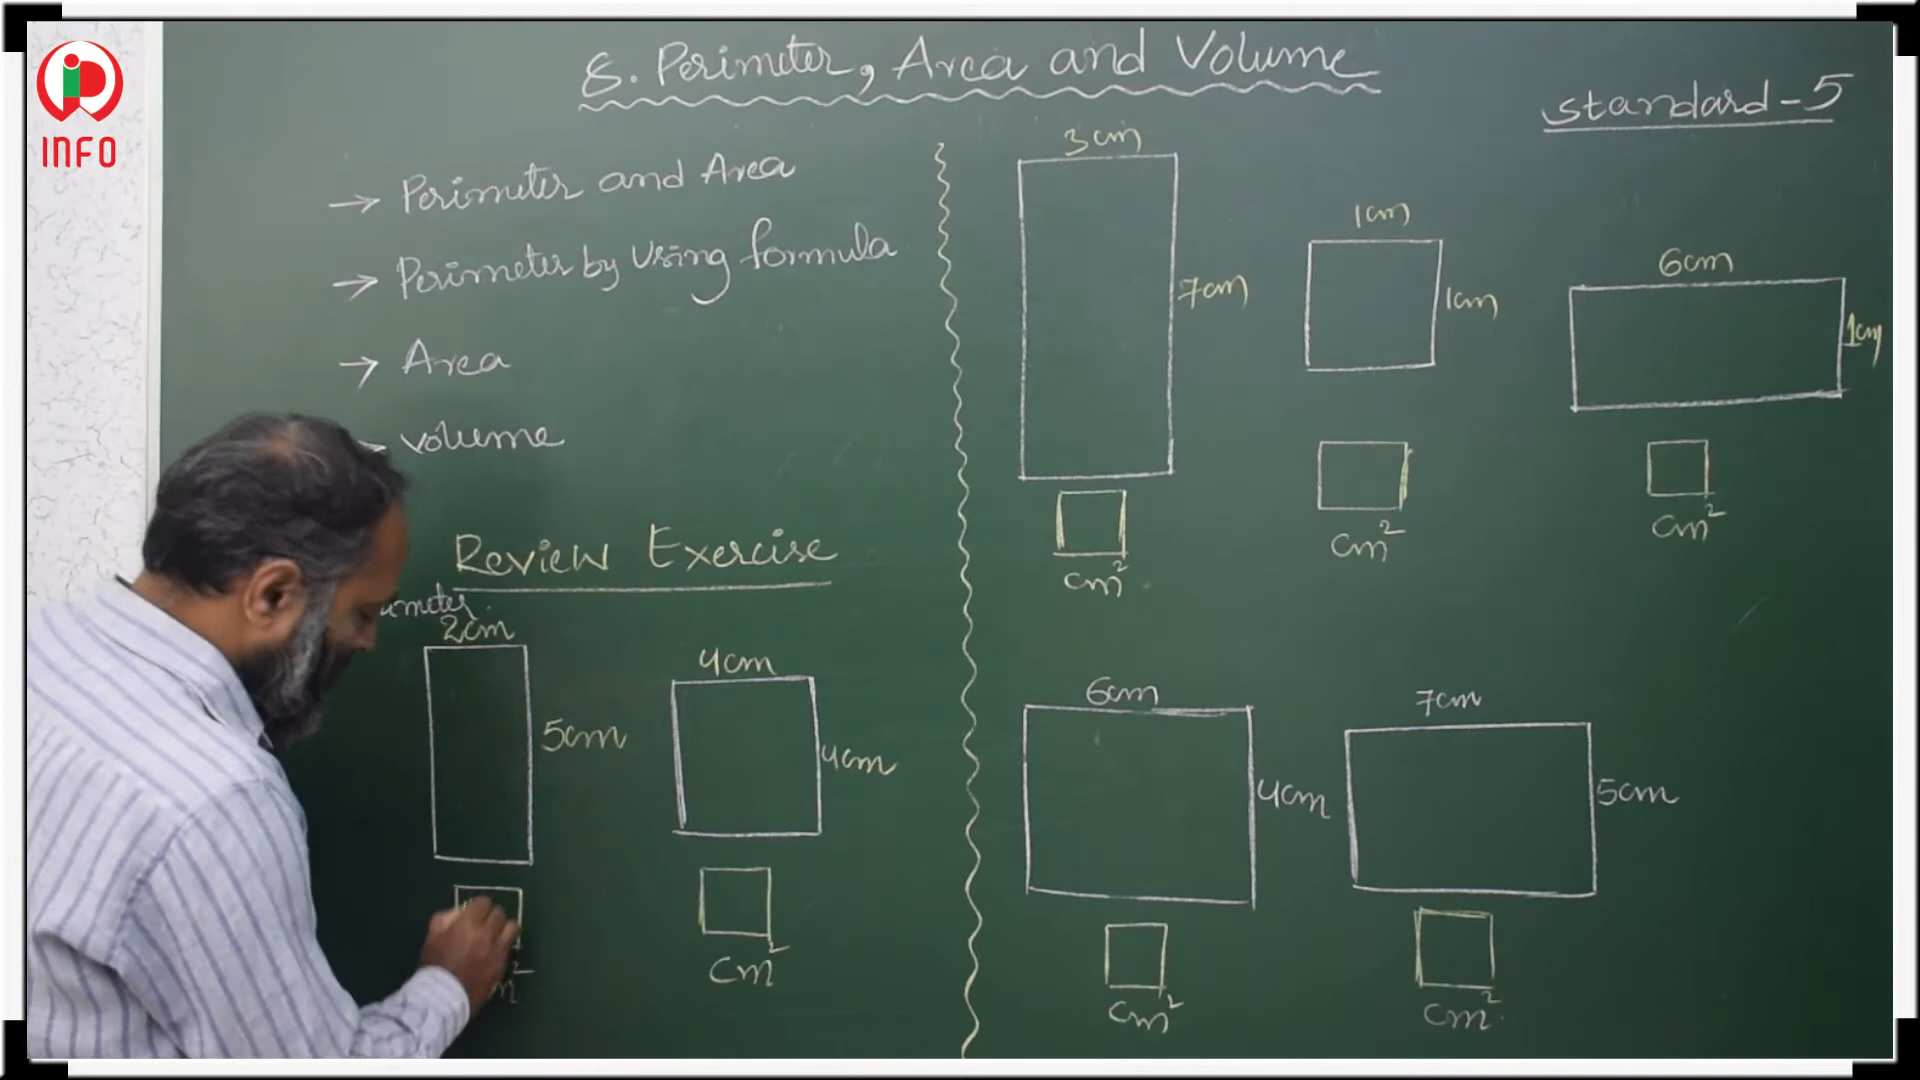 INFO
8. Perimeter, Area and Volume
Standard-5
→ Perimeter and Area
→ Perimeter by Using formula
→ Area
→ Volume
Review Exercise
2cm
5cm
4cm
4cm
cm²
3cm
7cm
cm²
1cm
1cm
cm²
6cm
1cm
cm²
6cm
4cm
cm²
7cm
5cm
cm²